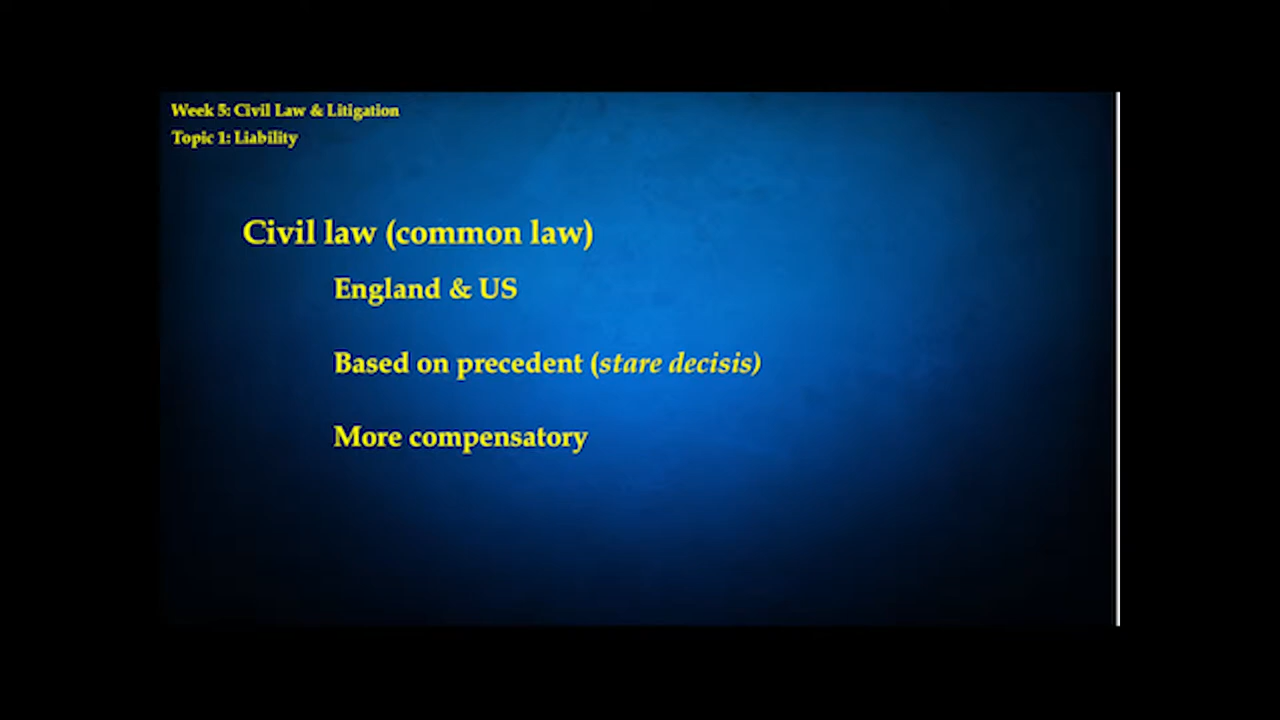 Week 5: Civil Law & Litigation
Topic 1: Liability
Civil law (common law)
England & US
Based on precedent (stare decisis)
More compensatory